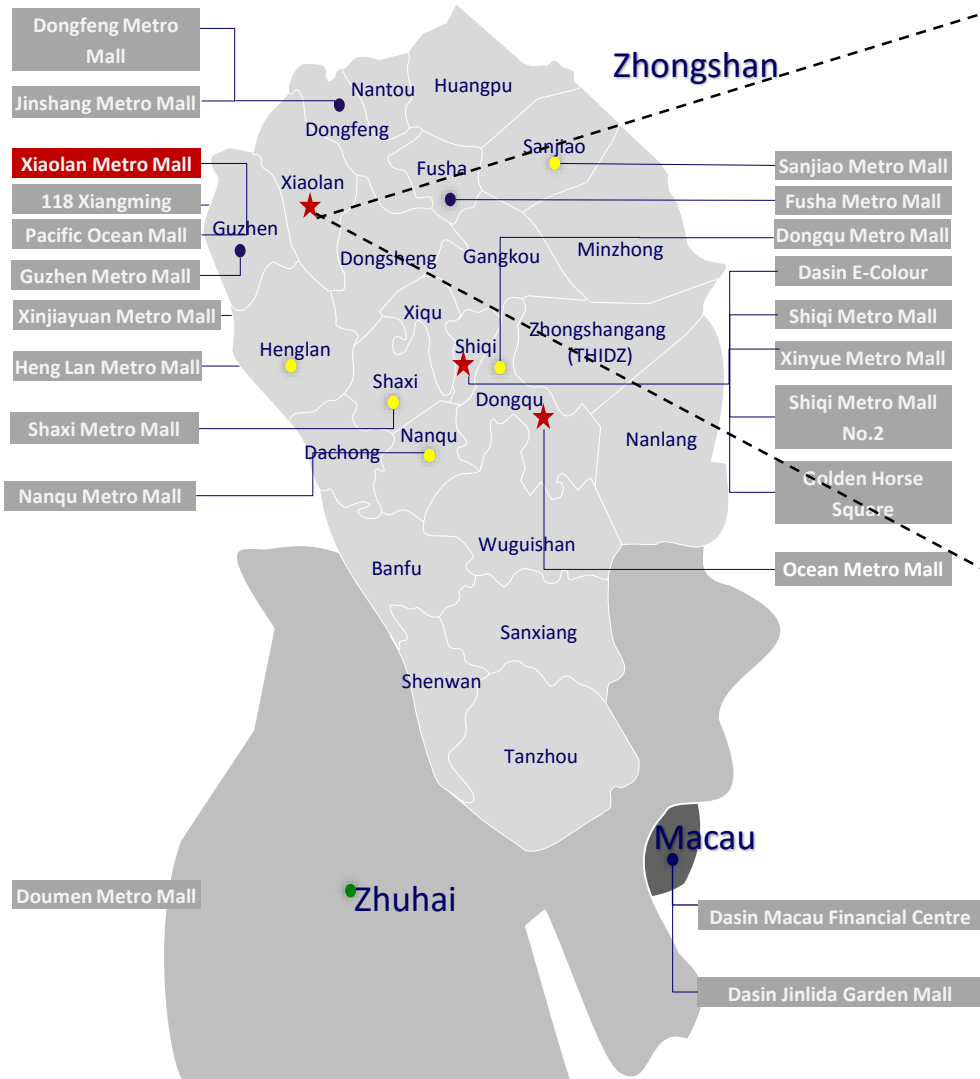 Dongfeng Metro
Mall
Jinshang Metro Mall
Xiaolan Metro Mall
118 Xiangming
Pacific Ocean Mall
Guzhen Metro Mall
Xinjiayuan Metro Mall
Heng Lan Metro Mall
Shaxi Metro Mall
Nanqu Metro Mall
Doumen Metro Mall
Zhongshan
Huangpu
Nantou
Dongfeng
Sanjiao
Fusha
Xiaolan
Guzhen
Dongsheng
Gangkou
Minzhong
Xiqu
Zhongshangang
(THIDZ)
Shiqi
Henglan
Shaxi
Dongqu
Nanqu
Nanlang
Dachong
Wuguishan
Banfu
Sanxiang
Shenwan
Tanzhou
Macau
Zhuhai
Sanjiao Metro Mall
Fusha Metro Mall
Dongqu Metro Mall
Dasin E-Colour
Shiqi Metro Mall
Xinyue Metro Mall
Shiqi Metro Mall
No.2
Golden Horse
Square
Ocean Metro Mall
Dasin Macau Financial Centre
Dasin Jinlida Garden Mall